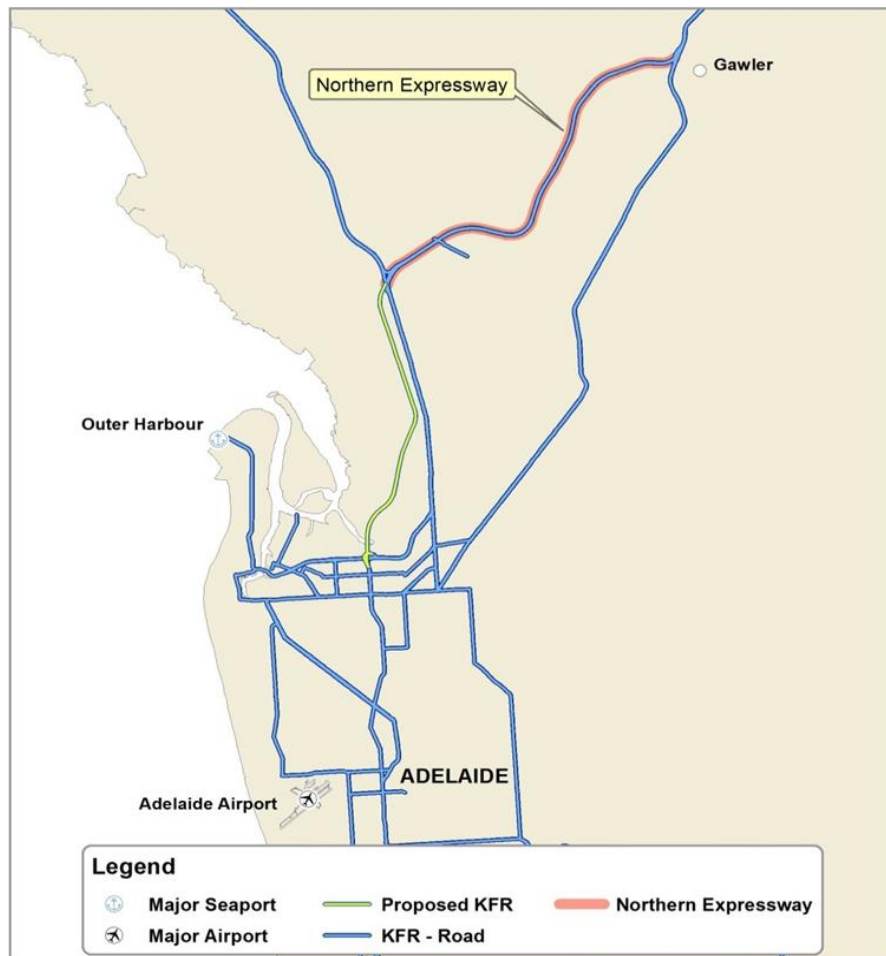 Gawler
Northern Expressway
Outer Harbour
ADELAIDE
Adelaide Airport
Legend
Major Seaport
Proposed KFR
Northern Expressway
Major Airport
KFR - Road